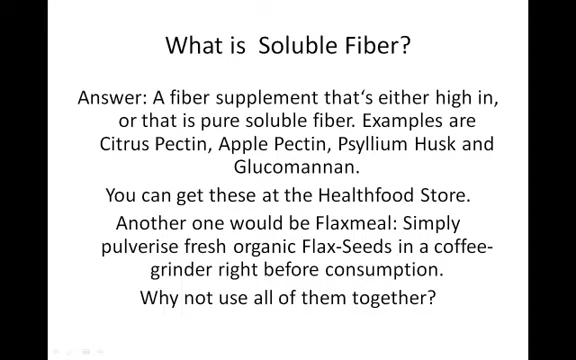 What is  Soluble Fiber?
Answer: A fiber supplement that‘s either high in,
or that is pure soluble fiber. Examples are
Citrus Pectin, Apple Pectin, Psyllium Husk and
Glucomannan.
You can get these at the Healthfood Store.
Another one would be Flaxmeal: Simply
pulverise fresh organic Flax-Seeds in a coffee-
grinder right before consumption.
Why not use all of them together?